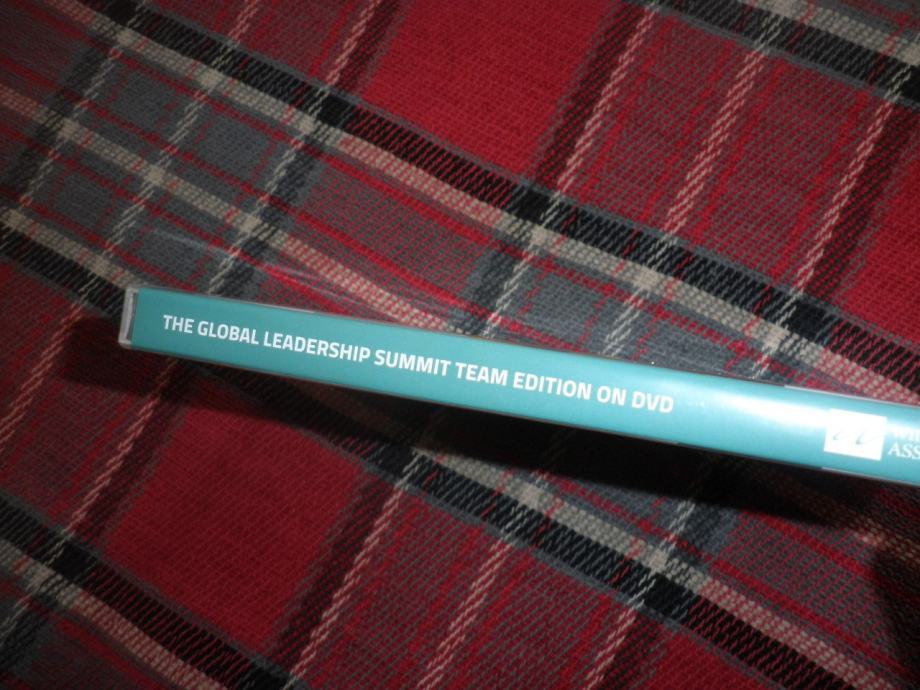 THE GLOBAL LEADERSHIP SUMMIT TEAM EDITION ON DVD